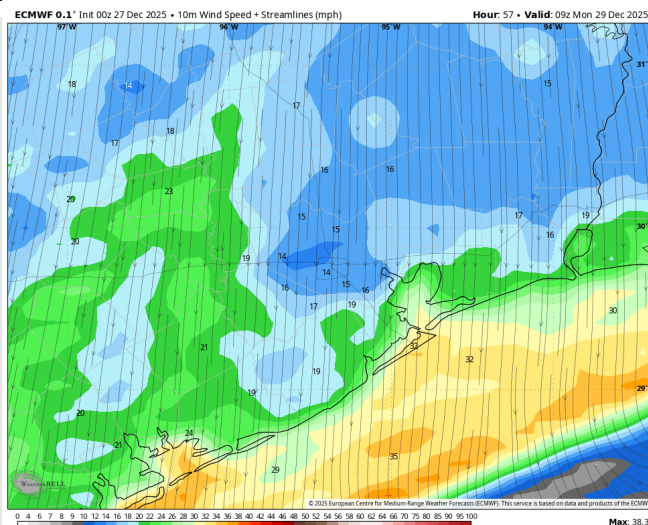 ECMWF 0.1° Init 00z 27 Dec 2025 • 10m Wind Speed + Streamlines (mph) Hour: 57 • Valid: 09z Mon 29 Dec 2025
97°W 96°W 95°W 94°W
31°
18 14 15
17
17 18
16 16
23
20 15 17 19
20 15 16 30°
19 14
14
16 15 16
17 19
30
21 32
32
19
19 29°
20
24
21
29 35
WeatherBELL
© 2025 European Centre for Medium-Range Weather Forecasts (ECMWF). This service is based on data and products of the ECMW
0 4 6 7 8 9 10 12 14 16 18 20 22 24 26 28 30 32 34 36 38 40 42 44 46 48 50 52 54 56 58 60 65 70 75 80 85 90 95 100 Max: 38.3